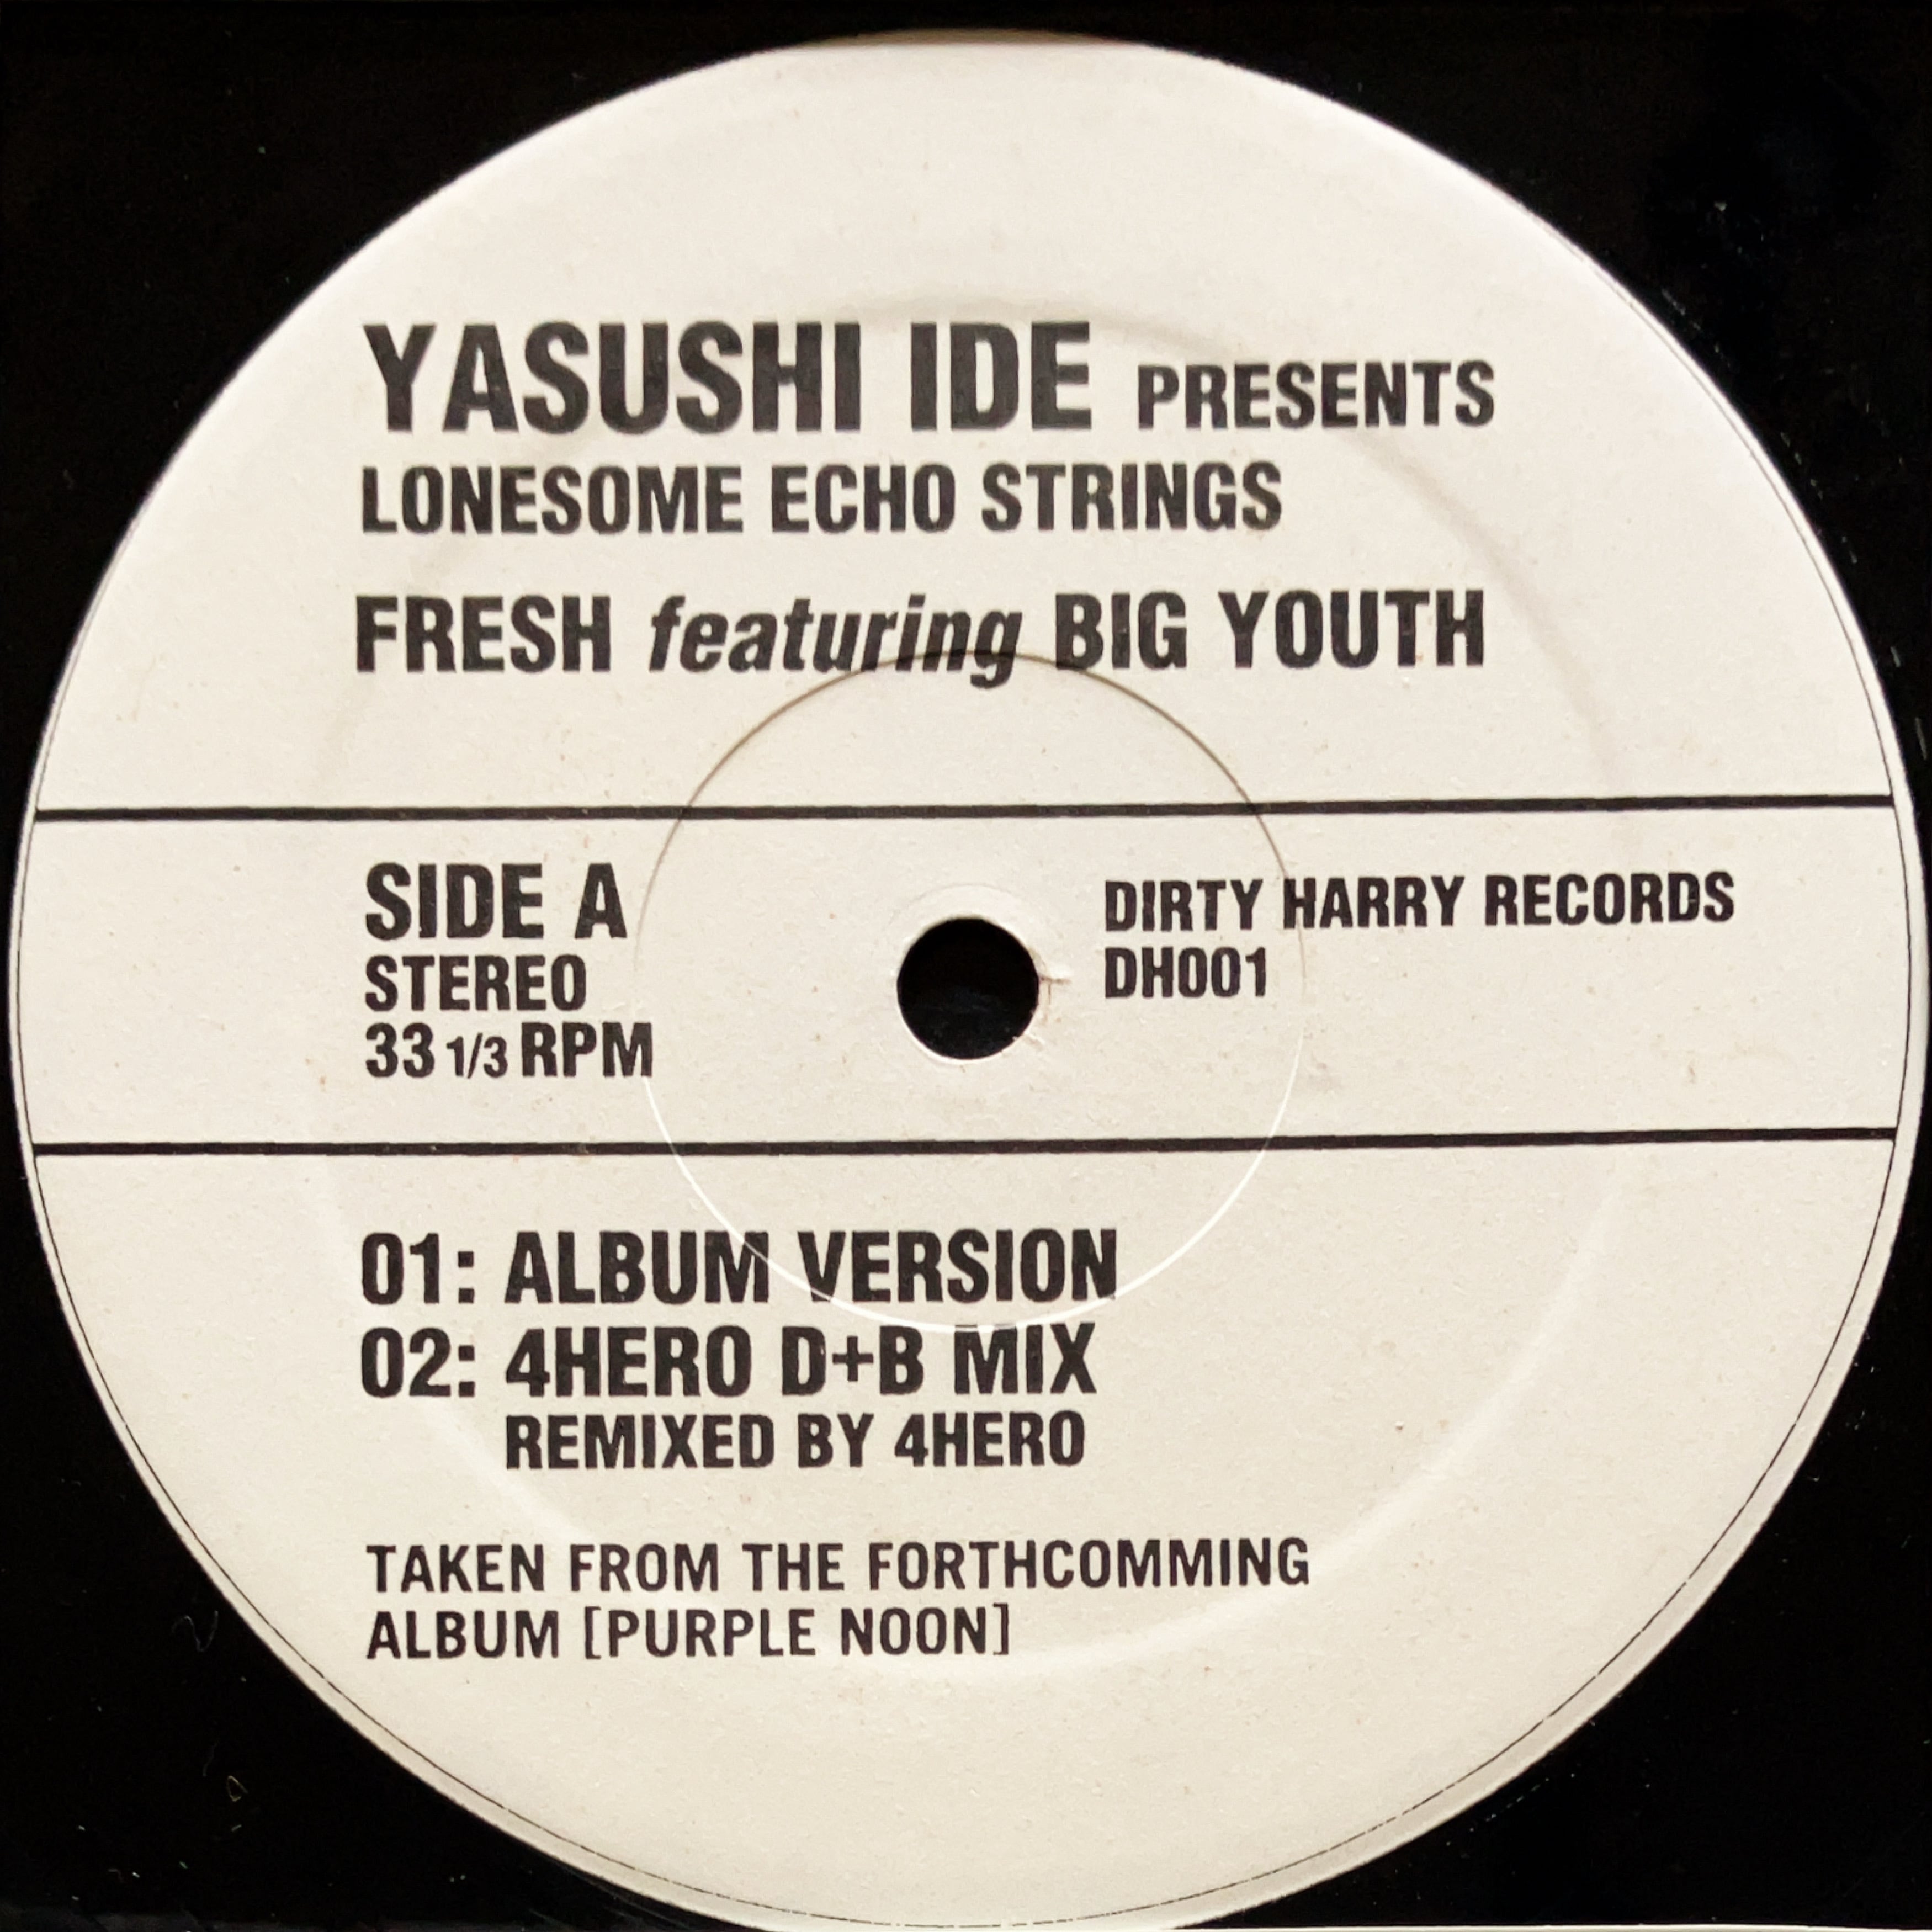 YASUSHI IDE PRESENTS
LONESOME ECHO STRINGS
FRESH featuring BIG YOUTH
SIDE A
STEREO
33 1/3 RPM
DIRTY HARRY RECORDS
DH001
01: ALBUM VERSION
02: 4HERO D+B MIX
REMIXED BY 4HERO
TAKEN FROM THE FORTHCOMMING
ALBUM [PURPLE NOON]